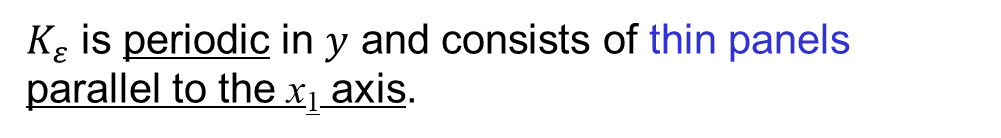 𝐾𝜀 is periodic in 𝑦 and consists of thin panels
parallel to the 𝑥1 axis.